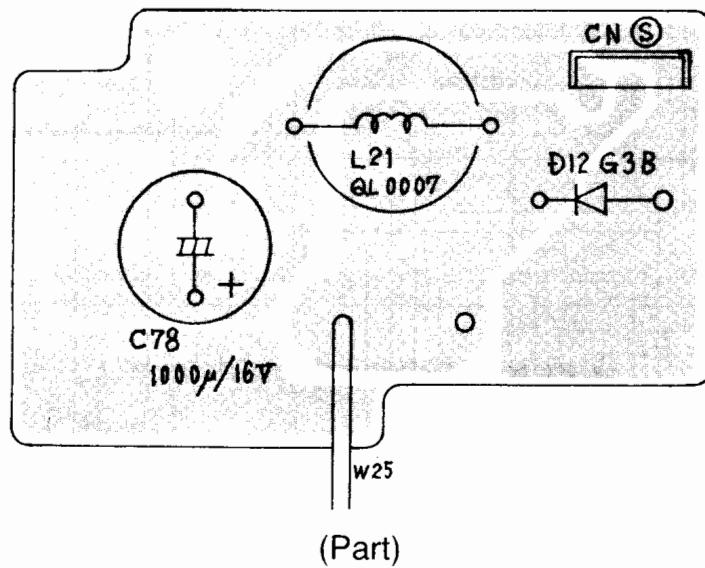 CN Ⓢ
L21
QL0007
D12 G3B
+
C78
1000μ/16V
W25
(Part)